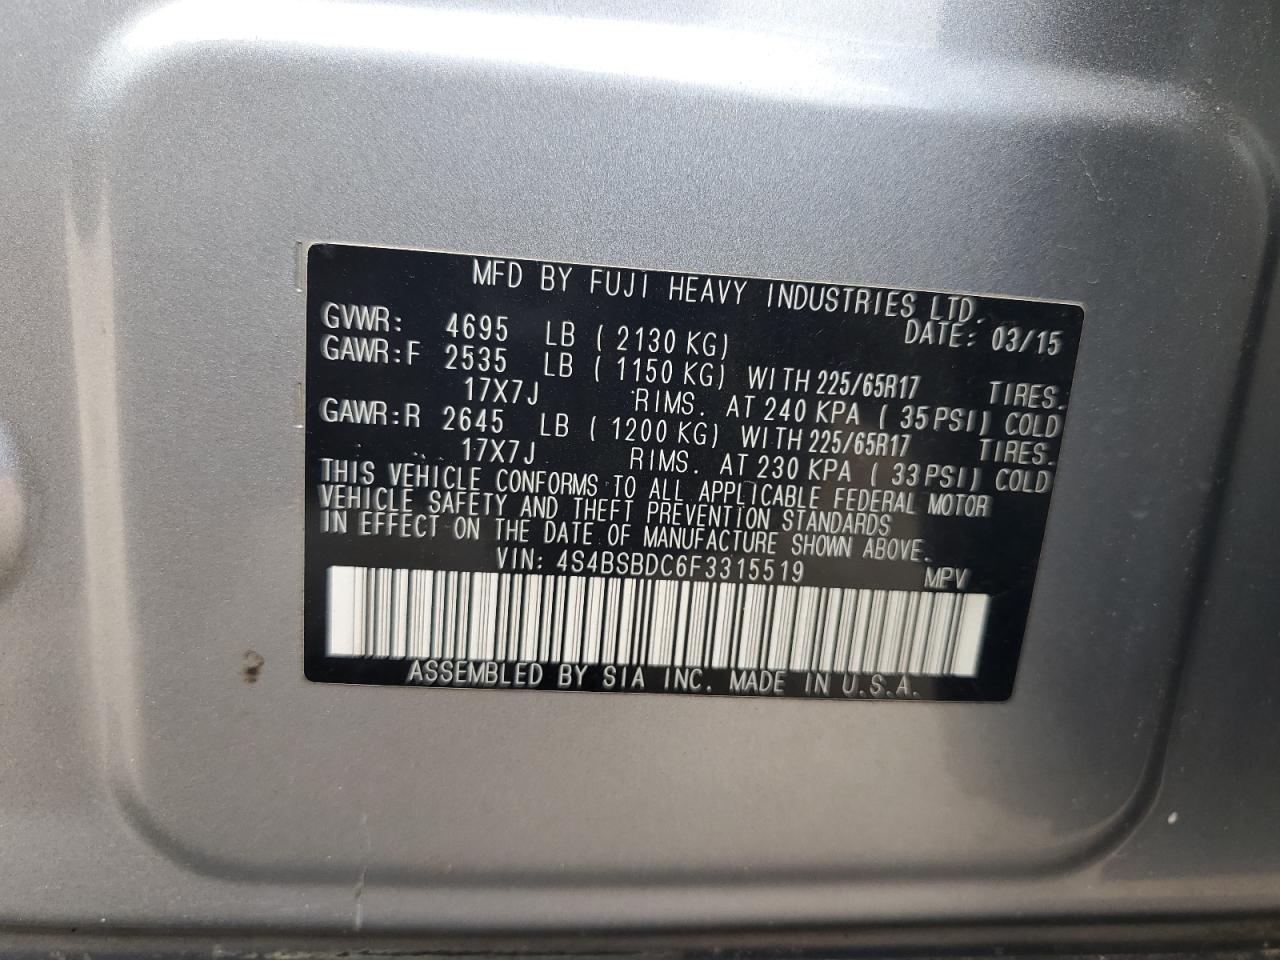 MFD BY FUJI HEAVY INDUSTRIES LTD.
DATE: 03/15
GVWR: 4695 LB ( 2130 KG)
GAWR:F 2535 LB ( 1150 KG) WITH 225/65R17 TIRES.
17X7J RIMS. AT 240 KPA ( 35PSI) COLD
GAWR:R 2645 LB ( 1200 KG) WITH 225/65R17 TIRES.
17X7J RIMS. AT 230 KPA ( 33PSI) COLD
THIS VEHICLE CONFORMS TO ALL APPLICABLE FEDERAL MOTOR
VEHICLE SAFETY AND THEFT PREVENTION STANDARDS
IN EFFECT ON THE DATE OF MANUFACTURE SHOWN ABOVE.
VIN: 4S4BSBDC6F3315519 MPV
ASSEMBLED BY SIA INC. MADE IN U.S.A.